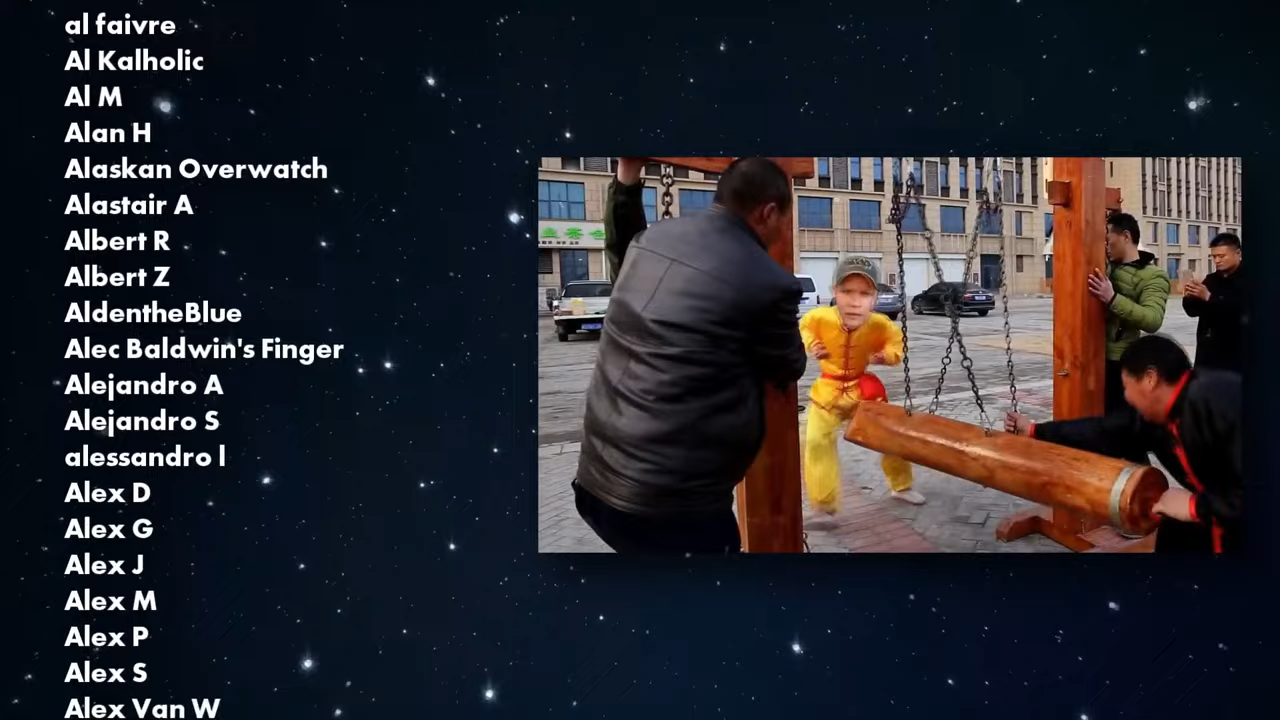 al faivre
Al Kalholic
Al M
Alan H
Alaskan Overwatch
Alastair A
Albert R
Albert Z
AldentheBlue
Alec Baldwin's Finger
Alejandro A
Alejandro S
alessandro l
Alex D
Alex G
Alex J
Alex M
Alex P
Alex S
Alex Van W